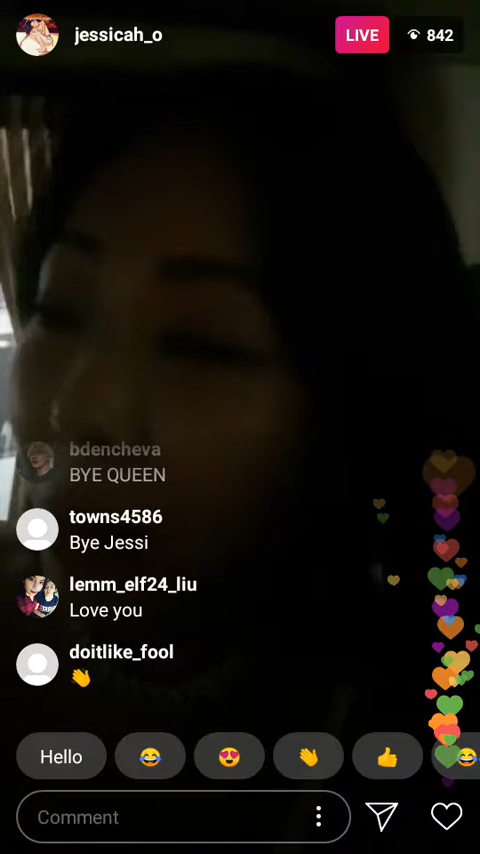 jessicah_o
LIVE
842
bdencheva
BYE QUEEN
towns4586
Bye Jessi
lemm_elf24_liu
Love you
doitlike_fool
👋
Hello 😂 😍 👋 👍 😂
Comment